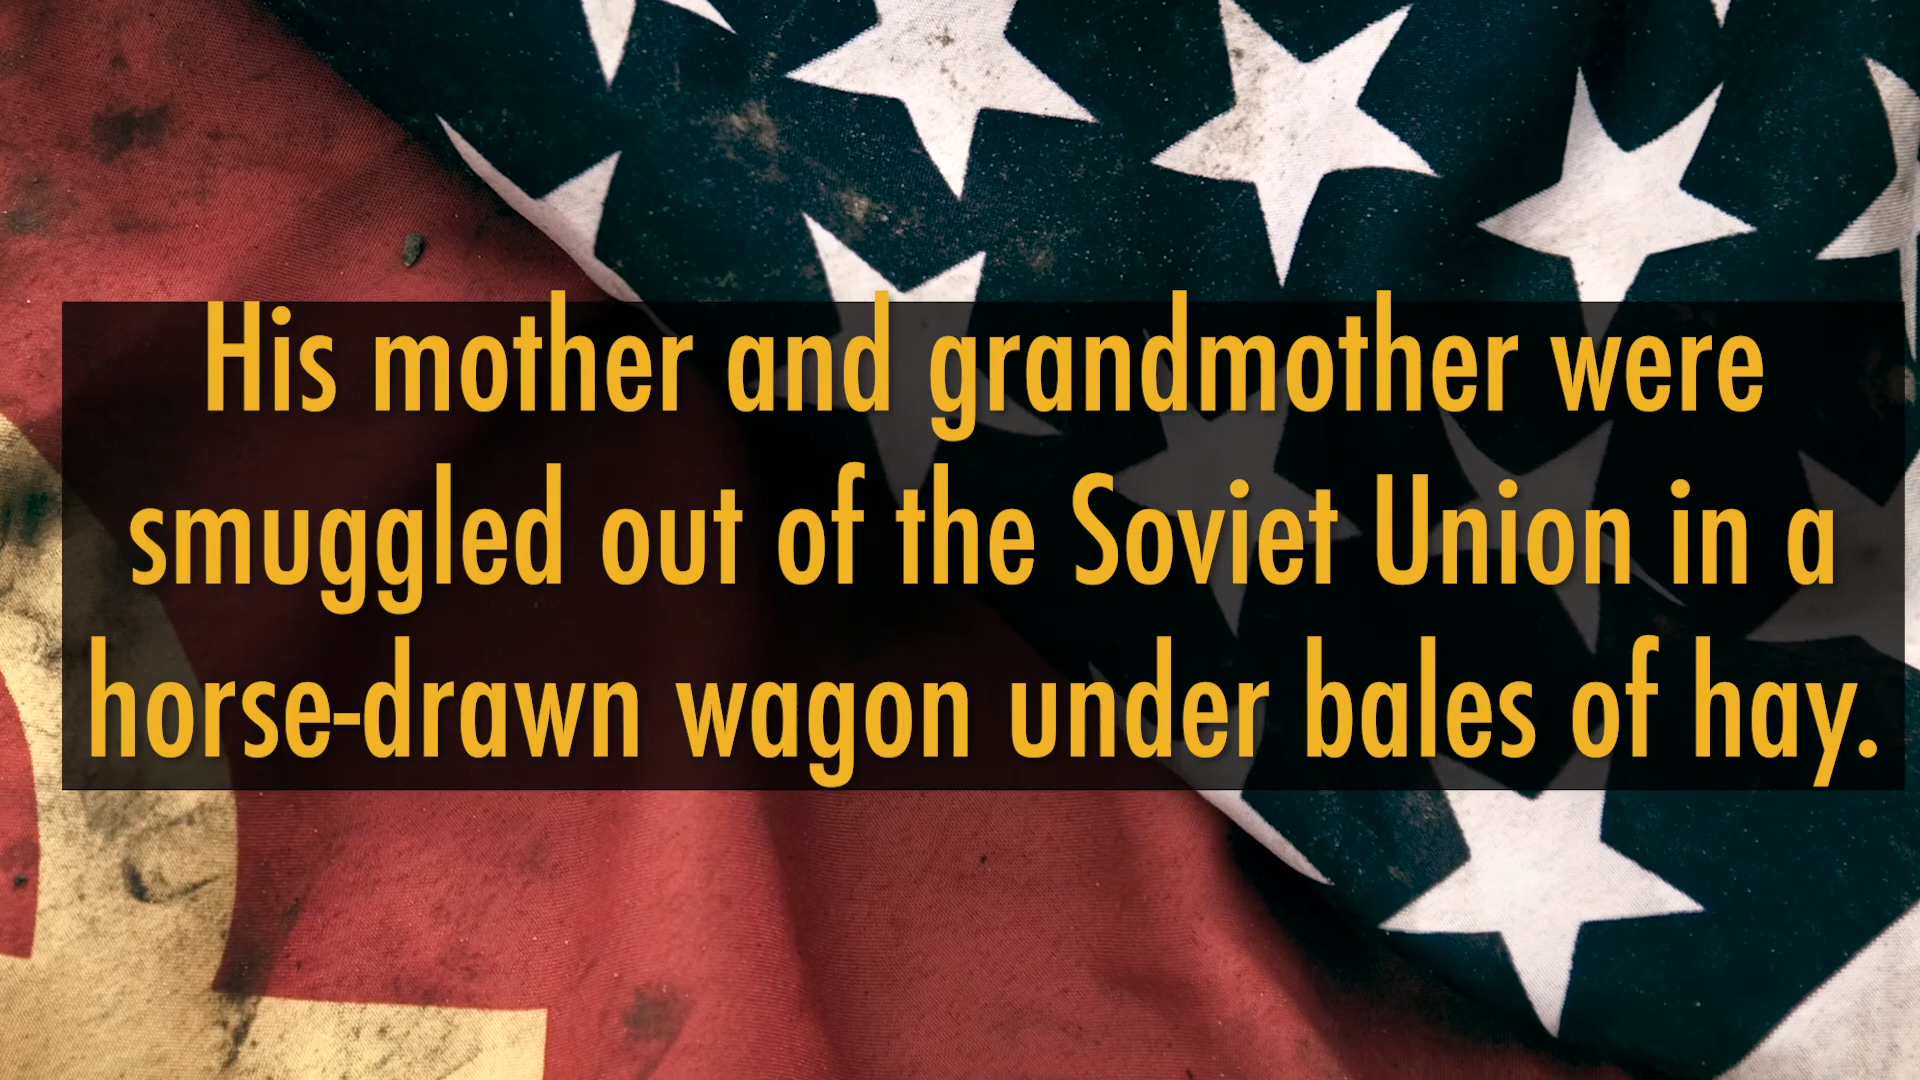 His mother and grandmother were
smuggled out of the Soviet Union in a
horse-drawn wagon under bales of hay.